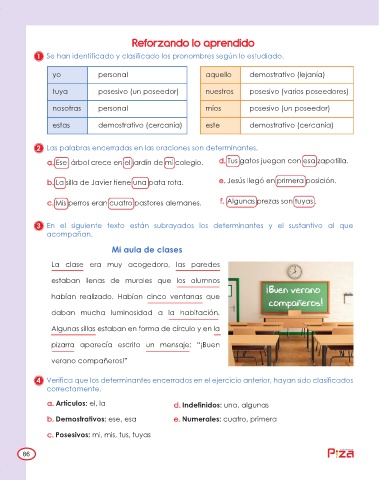 Reforzando lo aprendido
1 Se han identificado y clasificado los pronombres según lo estudiado.
yo personal aquello demostrativo (lejanía)
tuya posesivo (un poseedor) nuestros posesivo (varios poseedores)
nosotras personal míos posesivo (un poseedor)
estas demostrativo (cercanía) este demostrativo (cercanía)
2 Las palabras encerradas en las oraciones son determinantes.
a. Ese árbol crece en el jardín de mi colegio. d. Tus gatos juegan con esa zapatilla.
b. La silla de Javier tiene una pata rota. e. Jesús llegó en primera posición.
c. Mis perros eran cuatro pastores alemanes. f. Algunas prezas son tuyas.
3 En el siguiente texto están subrayados los determinantes y el sustantivo al que
acompañan.
Mi aula de clases
La clase era muy acogedora, las paredes
estaban llenas de murales que los alumnos
habían realizado. Habían cinco ventanas que
daban mucha luminosidad a la habitación.
Algunas sillas estaban en forma de círculo y en la
pizarra aparecía escrito un mensaje: "¡Buen
verano compañeros!"
¡Buen verano
compañeros!
4 Verifica que los determinantes encerrados en el ejercicio anterior, hayan sido clasificados
correctamente.
a. Artículos: el, la d. Indefinidos: una, algunas
b. Demostrativos: ese, esa e. Numerales: cuatro, primera
c. Posesivos: mi, mis, tus, tuyas
86
Piza